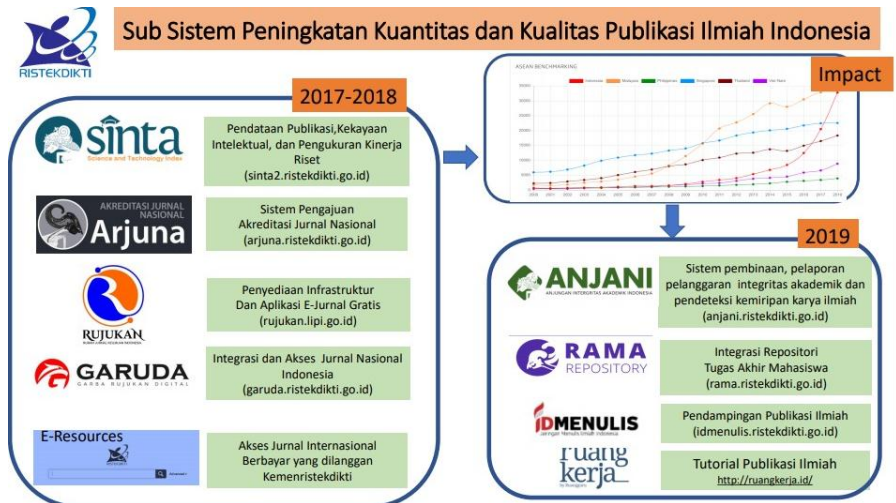 Sub Sistem Peningkatan Kuantitas dan Kualitas Publikasi Ilmiah Indonesia
RISTEKDIKTI
2017-2018
sinta
Science and Technology Index
Pendataan Publikasi,Kekayaan
Intelektual, dan Pengukuran Kinerja
Riset
(sinta2.ristekdikti.go.id)
AKREDITASI JURNAL
NASIONAL
Arjuna
Sistem Pengajuan
Akreditasi Jurnal Nasional
(arjuna.ristekdikti.go.id)
RUJUKAN
Penyediaan Infrastruktur
Dan Aplikasi E-Jurnal Gratis
(rujukan.lipi.go.id)
GARUDA
GARBA RUJUKAN DIGITAL
Integrasi dan Akses Jurnal Nasional
Indonesia
(garuda.ristekdikti.go.id)
E-Resources
Akses Jurnal Internasional
Berbayar yang dilanggan
Kemenristekdikti
ASEAN BENCHMARKING
Impact
2019
ANJANI
ANJUNGAN INTERGRITAS AKADEMIK INDONESIA
Sistem pembinaan, pelaporan
pelanggaran integritas akademik dan
pendeteksi kemiripan karya ilmiah
(anjani.ristekdikti.go.id)
RAMA
REPOSITORY
Integrasi Repositori
Tugas Akhir Mahasiswa
(rama.ristekdikti.go.id)
IDMENULIS
Jaringan Menulis Ilmiah Indonesia
Pendampingan Publikasi Ilmiah
(idmenulis.ristekdikti.go.id)
ruang
kerja
Tutorial Publikasi Ilmiah
http://ruangkerja.id/